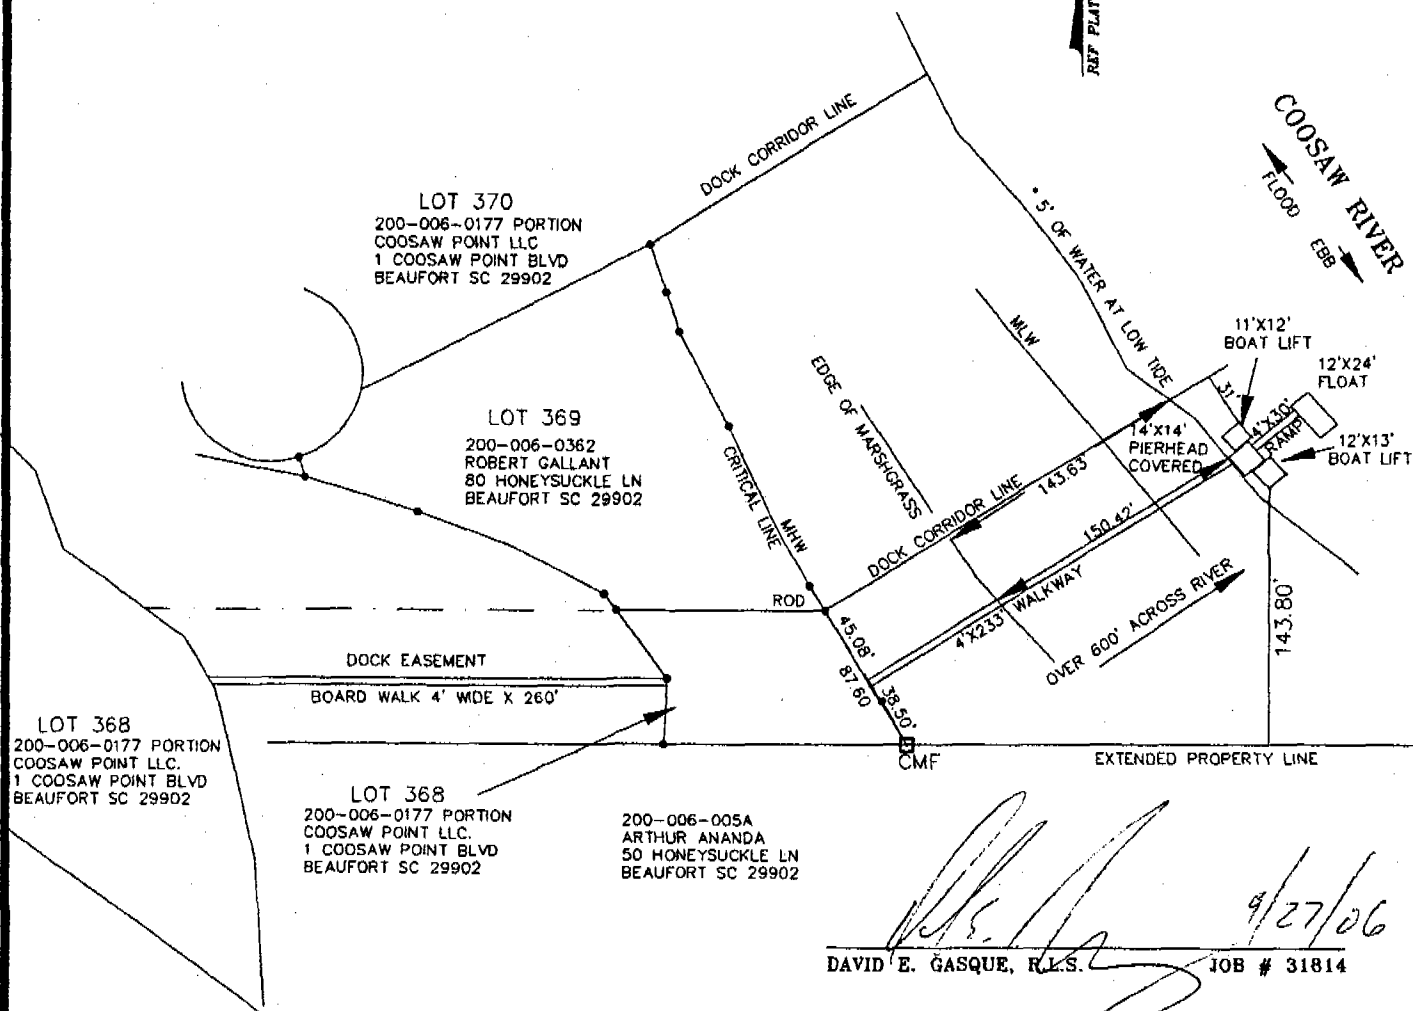 REF PLAT
COOSAW RIVER
FLOOD
EBB
DOCK CORRIDOR LINE
LOT 370
200-006-0177 PORTION
COOSAW POINT LLC
1 COOSAW POINT BLVD
BEAUFORT SC 29902
5' OF WATER AT LOW TIDE
MLW
EDGE OF MARSHGRASS
11'X12'
BOAT LIFT
12'X24'
FLOAT
31'
4'X30'
RAMP
12'X13'
BOAT LIFT
14'X14'
PIERHEAD
COVERED
LOT 369
200-006-0362
ROBERT GALLANT
80 HONEYSUCKLE LN
BEAUFORT SC 29902
CRITICAL LINE
MHW
143.63'
DOCK CORRIDOR LINE
150.42'
4'X233' WALKWAY
OVER 600' ACROSS RIVER
143.80'
ROD
45.08'
87.60
38.50'
CMF
EXTENDED PROPERTY LINE
DOCK EASEMENT
BOARD WALK 4' WIDE X 260'
LOT 368
200-006-0177 PORTION
COOSAW POINT LLC.
1 COOSAW POINT BLVD
BEAUFORT SC 29902
LOT 368
200-006-0177 PORTION
COOSAW POINT LLC.
1 COOSAW POINT BLVD
BEAUFORT SC 29902
200-006-005A
ARTHUR ANANDA
50 HONEYSUCKLE LN
BEAUFORT SC 29902
9/27/06
DAVID E. GASQUE, R.L.S.
JOB # 31814